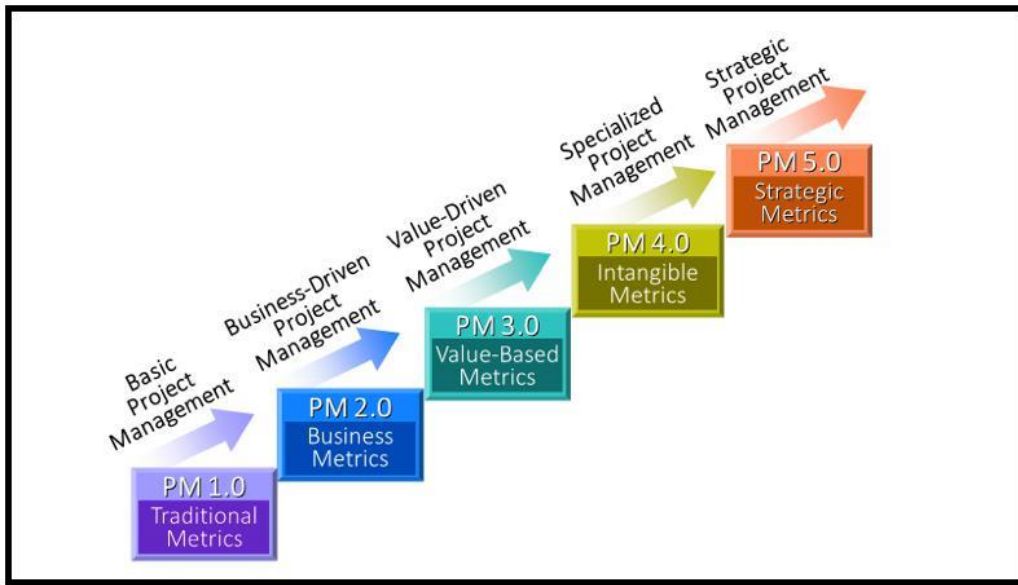 Basic
Project
Management
PM 1.0
Traditional
Metrics
Business-Driven
Project
Management
PM 2.0
Business
Metrics
Value-Driven
Project
Management
PM 3.0
Value-Based
Metrics
Specialized
Project
Management
PM 4.0
Intangible
Metrics
Strategic
Project
Management
PM 5.0
Strategic
Metrics